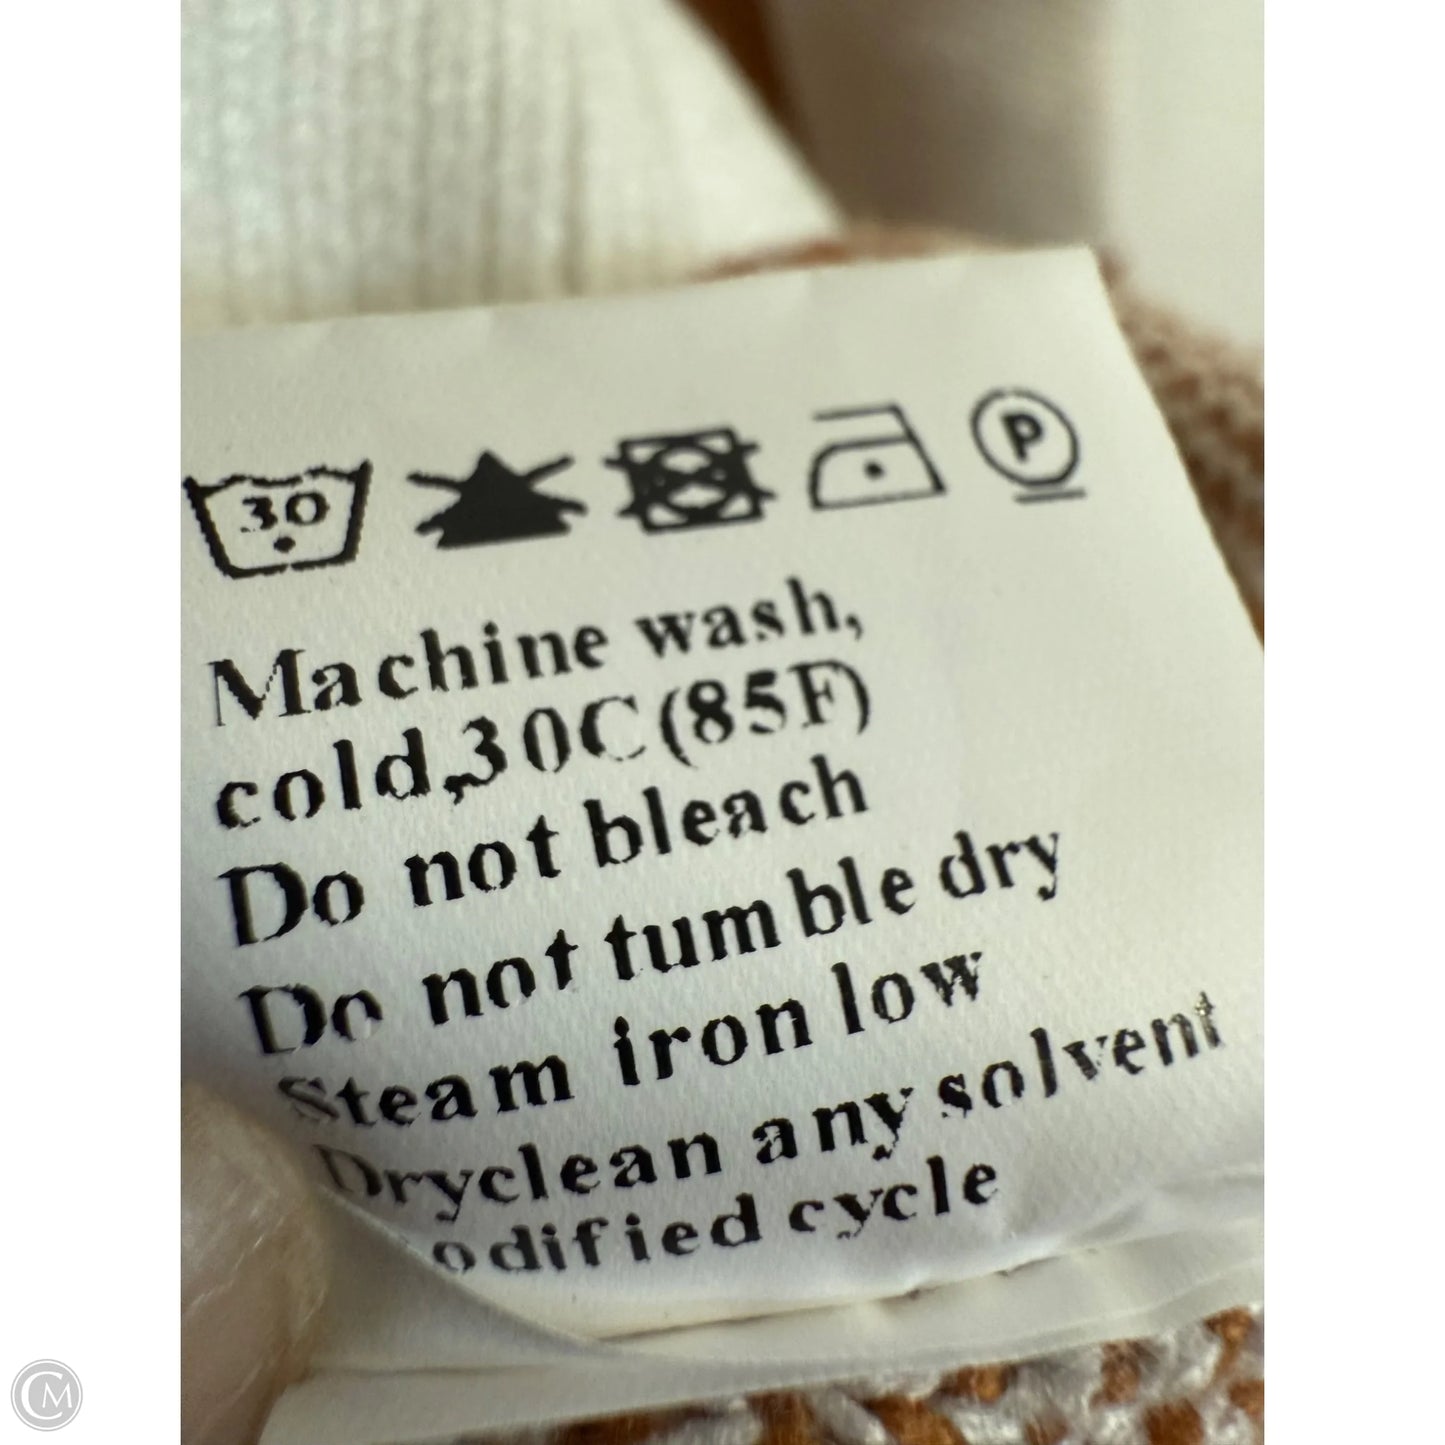 30
P
Machine wash,
cold,30C(85F)
Do not bleach
Do not tumble dry
Steam iron low
Dryclean any solvent
odified cycle
CM